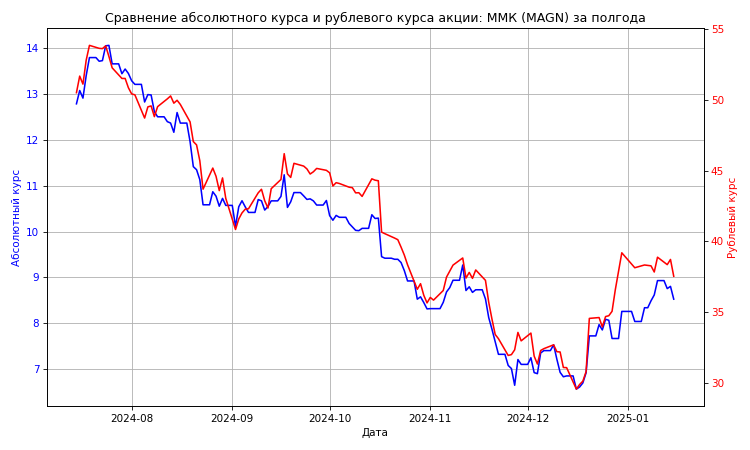 Сравнение абсолютного курса и рублевого курса акции: ММК (MAGN) за полгода
14
13
12
11
10
9
8
7
Абсолютный курс
55
50
45
40
35
30
Рублевый курс
2024-08 2024-09 2024-10 2024-11 2024-12 2025-01
Дата